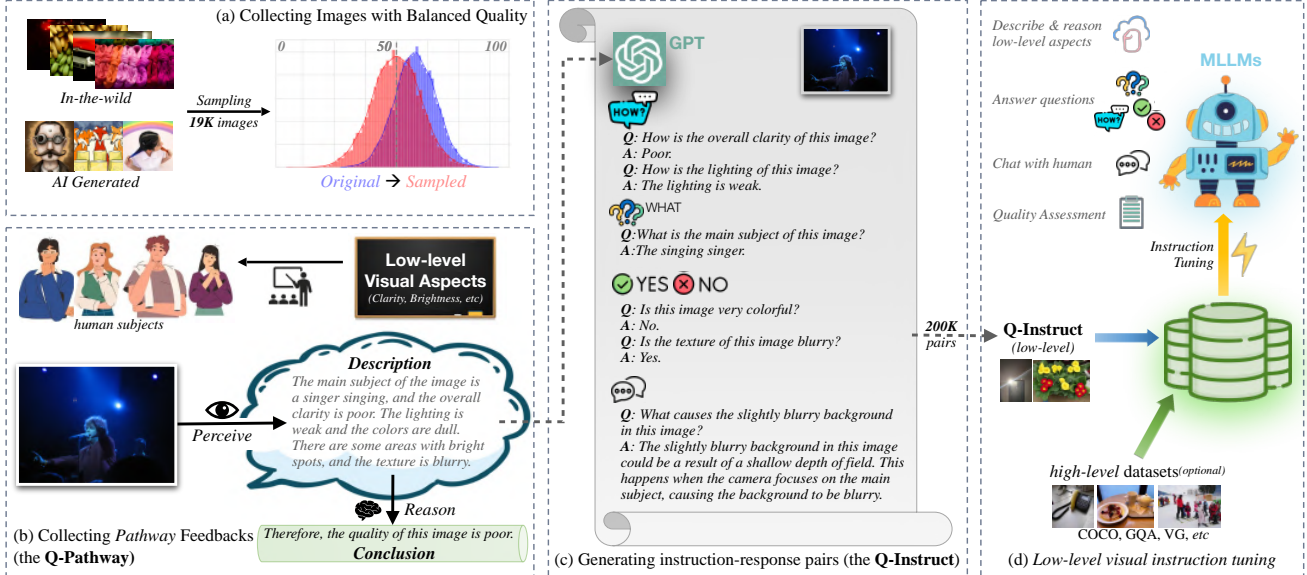 (a) Collecting Images with Balanced Quality
0 50 100
In-the-wild
Sampling
19K images
AI Generated
Original → Sampled
human subjects
Low-level
Visual Aspects
(Clarity, Brightness, etc)
Description
The main subject of the image is
a singer singing, and the overall
clarity is poor. The lighting is
weak and the colors are dull.
There are some areas with bright
spots, and the texture is blurry.
Perceive
Reason
Therefore, the quality of this image is poor.
Conclusion
(b) Collecting Pathway Feedbacks
(the Q-Pathway)
GPT
HOW?
Q: How is the overall clarity of this image?
A: Poor.
Q: How is the lighting of this image?
A: The lighting is weak.
WHAT
Q:What is the main subject of this image?
A:The singing singer.
YES NO
Q: Is this image very colorful?
A: No.
Q: Is the texture of this image blurry?
A: Yes.
Q: What causes the slightly blurry background
in this image?
A: The slightly blurry background in this image
could be a result of a shallow depth of field. This
happens when the camera focuses on the main
subject, causing the background to be blurry.
(c) Generating instruction-response pairs (the Q-Instruct)
200K
pairs
Describe & reason
low-level aspects
MLLMs
Answer questions
HOW?
Chat with human
Quality Assessment
Instruction
Tuning
Q-Instruct
(low-level)
high-level datasets(optional)
COCO, GQA, VG, etc
(d) Low-level visual instruction tuning